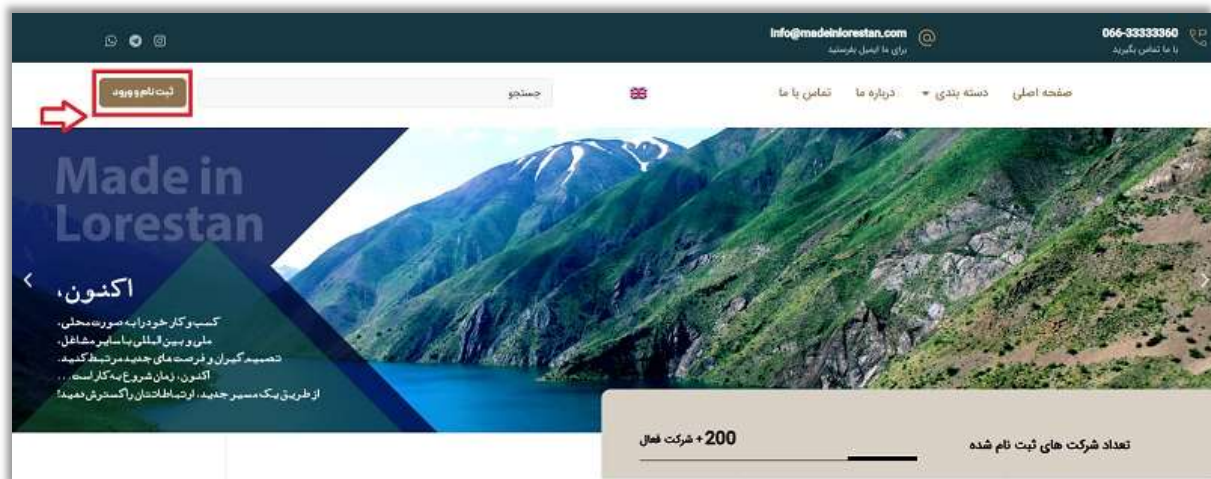 066-33333360
با ما تماس بگیرید
info@madeinlorestan.com
برای ما ایمیل بفرستید
صفحه اصلی
دسته بندی
درباره ما
تماس با ما
جستجو
ثبت نام و ورود
Made in
Lorestan
اکنون،
کسب و کار خود را به صورت محلی،
ملی و بین المللی با سایر مشاغل،
تصمیم گیران و فرصت های جدید مرتبط کنید.
اکنون، زمان شروع به کار است...
از طریق یک مسیر جدید، ارتباطاتتان را گسترش دهید!
تعداد شرکت های ثبت نام شده
200+ شرکت فعال